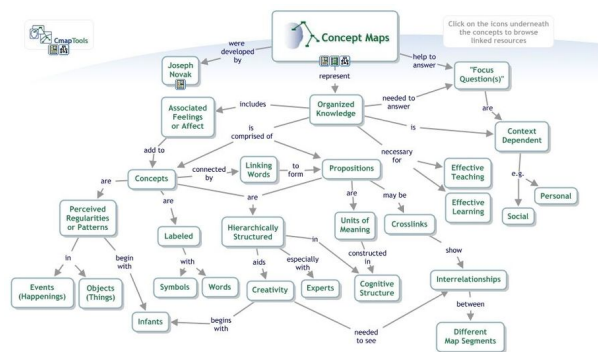 CmapTools
Concept Maps
Click on the icons underneath
the concepts to browse
linked resources
were
developed
by
help to
answer
Joseph
Novak
"Focus
Question(s)"
represent
Associated
Feelings
or Affect
includes
Organized
Knowledge
needed to
answer
are
is
comprised of
is
Context
Dependent
add to
necessary
for
Concepts
connected
by
Linking
Words
to
form
Propositions
Effective
Teaching
e.g.
Personal
are
are
are
are
may be
Effective
Learning
Social
Perceived
Regularities
or Patterns
Labeled
Hierarchically
Structured
Units of
Meaning
Crosslinks
in
begin
with
with
aids
especially
with
in
constructed
in
show
Events
(Happenings)
Objects
(Things)
Symbols
Words
Creativity
Experts
Cognitive
Structure
Interrelationships
Infants
begins
with
needed
to see
between
Different
Map Segments